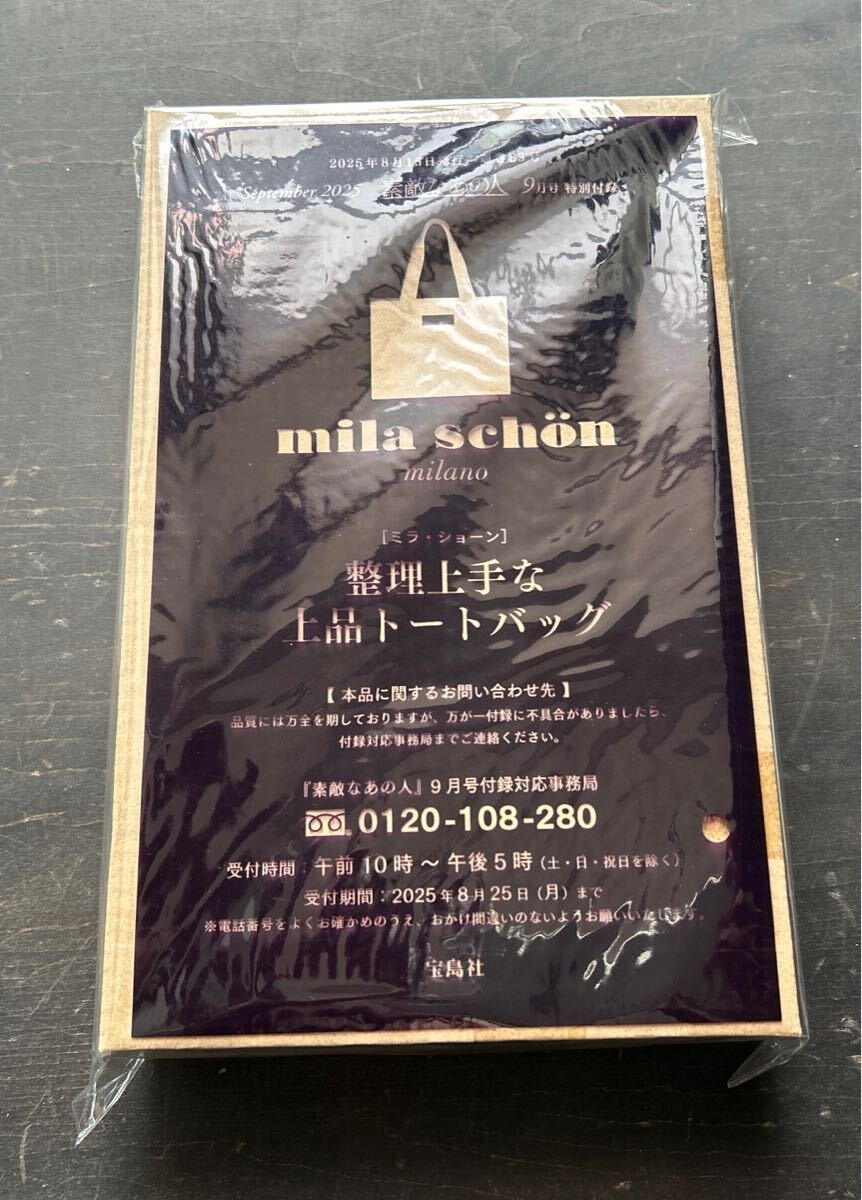 2025年8月16日発行
September 2025 素敵なあの人 9月号 特別付録
mila schön
milano
[ミラ・ショーン]
整理上手な
上品トートバッグ
【 本品に関するお問い合わせ先 】
品質には万全を期しておりますが、万が一付録に不具合がありましたら、
付録対応事務局までご連絡ください。
『素敵なあの人』9月号付録対応事務局
0120-108-280
受付時間:午前10時〜午後5時(土・日・祝日を除く)
受付期間:2025年8月25日(月)まで
※電話番号をよくお確かめのうえ、おかけ間違いのないようお願いいたします。
宝島社